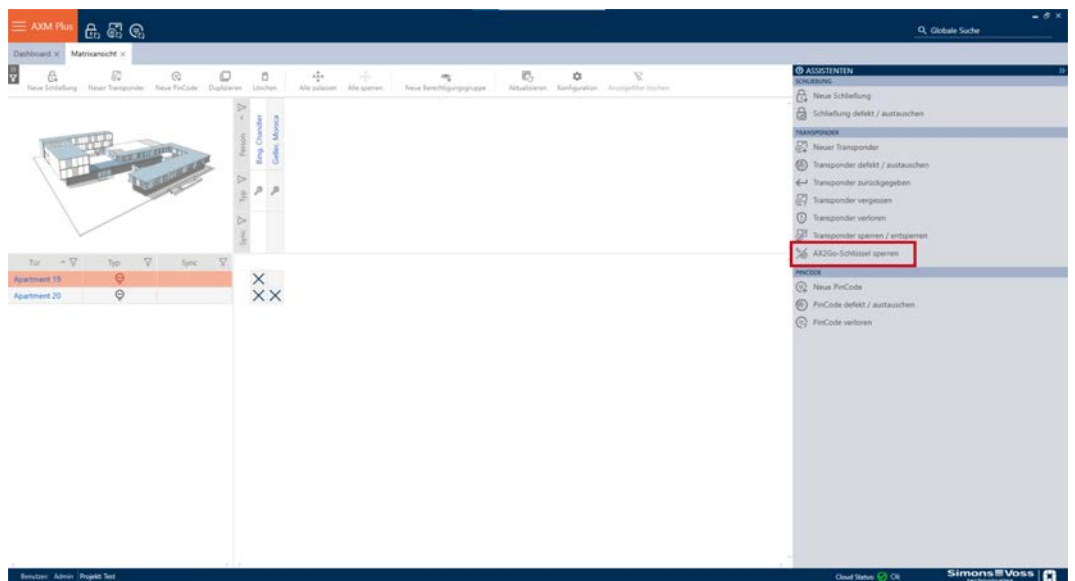 AXM Plus
Globale Suche
Dashboard
Matrixansicht
Neue Schließung
Neuer Transponder
Neue PinCode
Duplizieren
Löschen
Alle zulassen
Alle sperren
Neue Berechtigungsgruppe
Aktualisieren
Konfiguration
Anzeigefilter löschen
Person
Bing, Chandler
Geller, Monica
Typ
Sync
Tür
Typ
Sync
Apartment 19
Apartment 20
ASSISTENTEN
SCHLIEßUNG
Neue Schließung
Schließung defekt / austauschen
TRANSPONDER
Neuer Transponder
Transponder defekt / austauschen
Transponder zurückgegeben
Transponder vergessen
Transponder verloren
Transponder sperren / entsperren
AX2Go-Schlüssel sperren
PINCODE
Neue PinCode
PinCode defekt / austauschen
PinCode verloren
Benutzer: Admin Projekt: Test
Cloud Status: Ok
SimonsVoss
technologies